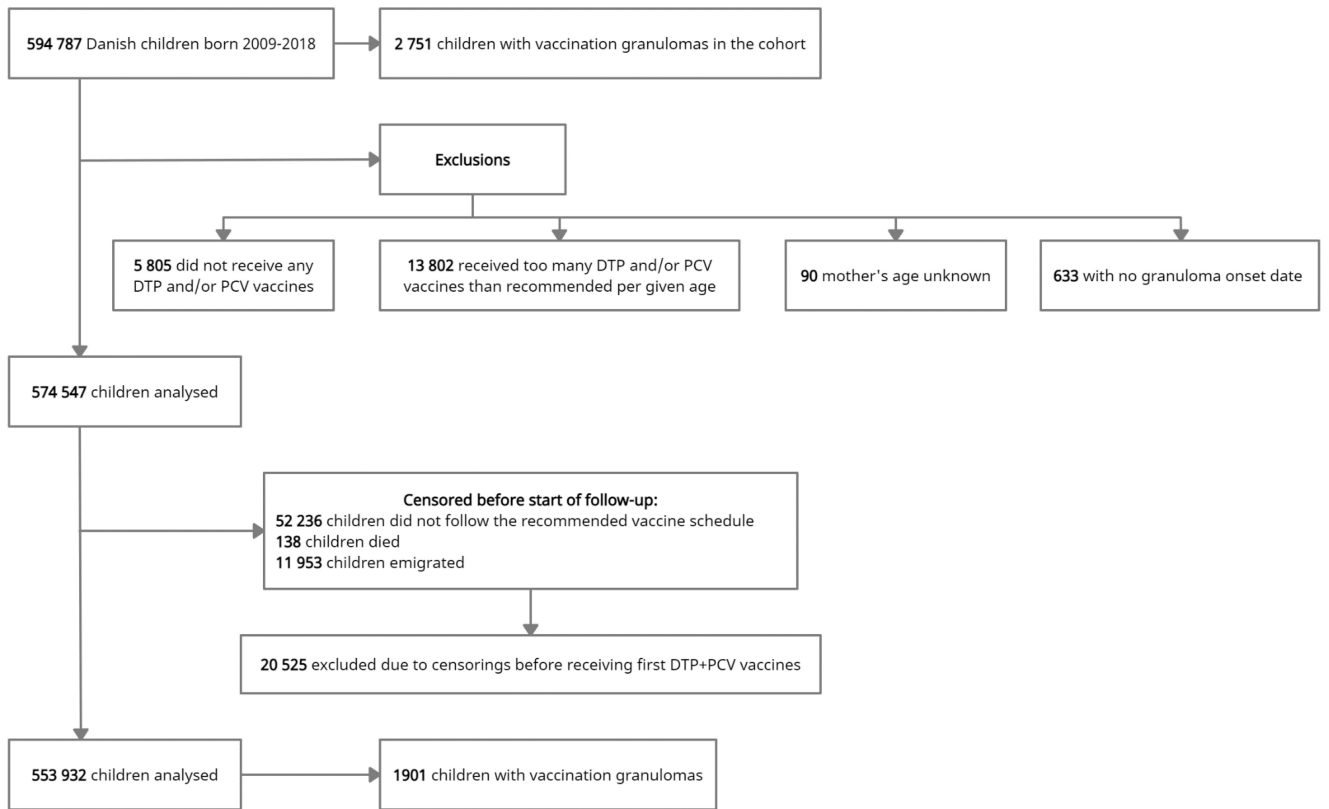 594 787 Danish children born 2009-2018
2 751 children with vaccination granulomas in the cohort
Exclusions
5 805 did not receive any
DTP and/or PCV vaccines
13 802 received too many DTP and/or PCV
vaccines than recommended per given age
90 mother's age unknown
633 with no granuloma onset date
574 547 children analysed
Censored before start of follow-up:
52 236 children did not follow the recommended vaccine schedule
138 children died
11 953 children emigrated
20 525 excluded due to censorings before receiving first DTP+PCV vaccines
553 932 children analysed
1901 children with vaccination granulomas